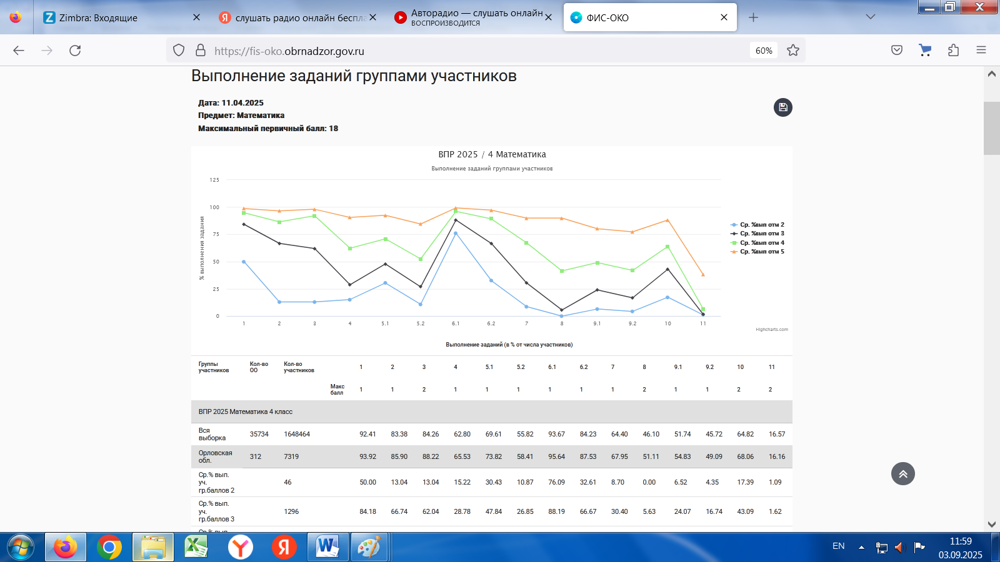 Zimbra: Входящие
слушать радио онлайн беспла
Авторадио — слушать онлайн
ВОСПРОИЗВОДИТСЯ
ФИС-ОКО
https://fis-oko.obrnadzor.gov.ru
60%
Выполнение заданий группами участников
Дата: 11.04.2025
Предмет: Математика
Максимальный первичный балл: 18
ВПР 2025 / 4 Математика
Выполнение заданий группами участников
% выполнения задания
125
100
75
50
25
0
1 2 3 4 5.1 5.2 6.1 6.2 7 8 9.1 9.2 10 11
Ср. %вып отм 2
Ср. %вып отм 3
Ср. %вып отм 4
Ср. %вып отм 5
Highcharts.com
Выполнение заданий (в % от числа участников)
Группы участников Кол-во ОО Кол-во участников 1 2 3 4 5.1 5.2 6.1 6.2 7 8 9.1 9.2 10 11
Макс балл 1 1 2 1 1 1 1 1 1 2 1 1 2 2
ВПР 2025 Математика 4 класс
Вся выборка 35734 1648464 92.41 83.38 84.26 62.80 69.61 55.82 93.67 84.23 64.40 46.10 51.74 45.72 64.82 16.57
Орловская обл. 312 7319 93.92 85.90 88.22 65.53 73.82 58.41 95.64 87.53 67.95 51.11 54.83 49.09 68.06 16.16
Ср.% вып. уч. гр.баллов 2 46 50.00 13.04 13.04 15.22 30.43 10.87 76.09 32.61 8.70 0.00 6.52 4.35 17.39 1.09
Ср.% вып. уч. гр.баллов 3 1296 84.18 66.74 62.04 28.78 47.84 26.85 88.19 66.67 30.40 5.63 24.07 16.74 43.09 1.62
Ср.% вып.
EN
11:59
03.09.2025